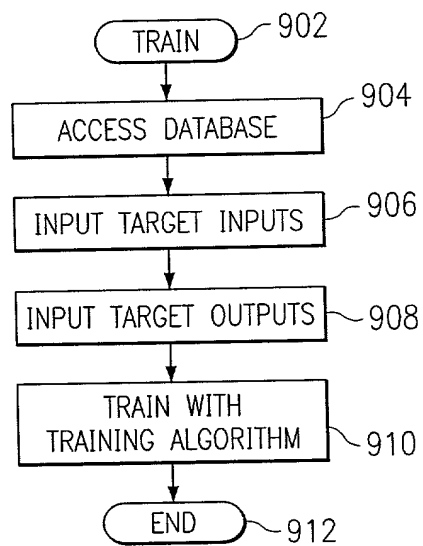 TRAIN 902
ACCESS DATABASE 904
INPUT TARGET INPUTS 906
INPUT TARGET OUTPUTS 908
TRAIN WITH
TRAINING ALGORITHM 910
END 912